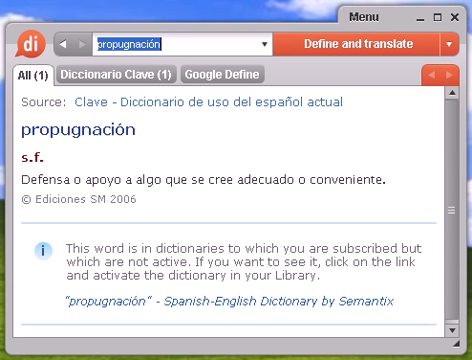 Menu
di
propugnación
Define and translate
All (1)
Diccionario Clave (1)
Google Define
Source: Clave - Diccionario de uso del español actual
propugnación
s.f.
Defensa o apoyo a algo que se cree adecuado o conveniente.
© Ediciones SM 2006
i
This word is in dictionaries to which you are subscribed but
which are not active. If you want to see it, click on the link
and activate the dictionary in your Library.
"propugnación" - Spanish-English Dictionary by Semantix